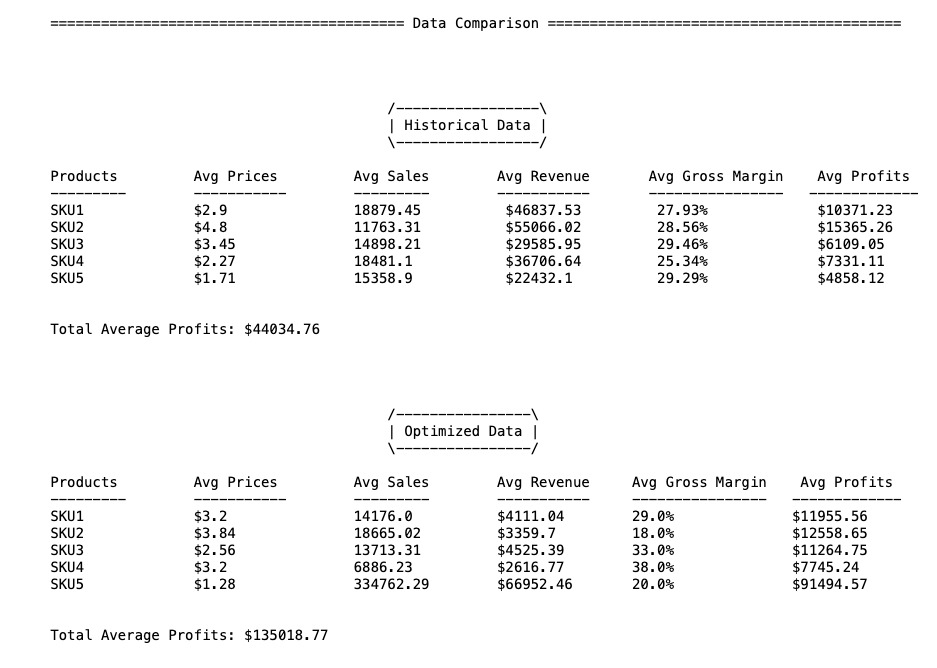 ========================================== Data Comparison ==========================================
/-----------------\
| Historical Data |
\-----------------/
Products Avg Prices Avg Sales Avg Revenue Avg Gross Margin Avg Profits
--------- ----------- --------- ----------- ---------------- -------------
SKU1 $2.9 18879.45 $46837.53 27.93% $10371.23
SKU2 $4.8 11763.31 $55066.02 28.56% $15365.26
SKU3 $3.45 14898.21 $29585.95 29.46% $6109.05
SKU4 $2.27 18481.1 $36706.64 25.34% $7331.11
SKU5 $1.71 15358.9 $22432.1 29.29% $4858.12
Total Average Profits: $44034.76
/----------------\
| Optimized Data |
\----------------/
Products Avg Prices Avg Sales Avg Revenue Avg Gross Margin Avg Profits
--------- ----------- --------- ----------- ---------------- -------------
SKU1 $3.2 14176.0 $4111.04 29.0% $11955.56
SKU2 $3.84 18665.02 $3359.7 18.0% $12558.65
SKU3 $2.56 13713.31 $4525.39 33.0% $11264.75
SKU4 $3.2 6886.23 $2616.77 38.0% $7745.24
SKU5 $1.28 334762.29 $66952.46 20.0% $91494.57
Total Average Profits: $135018.77